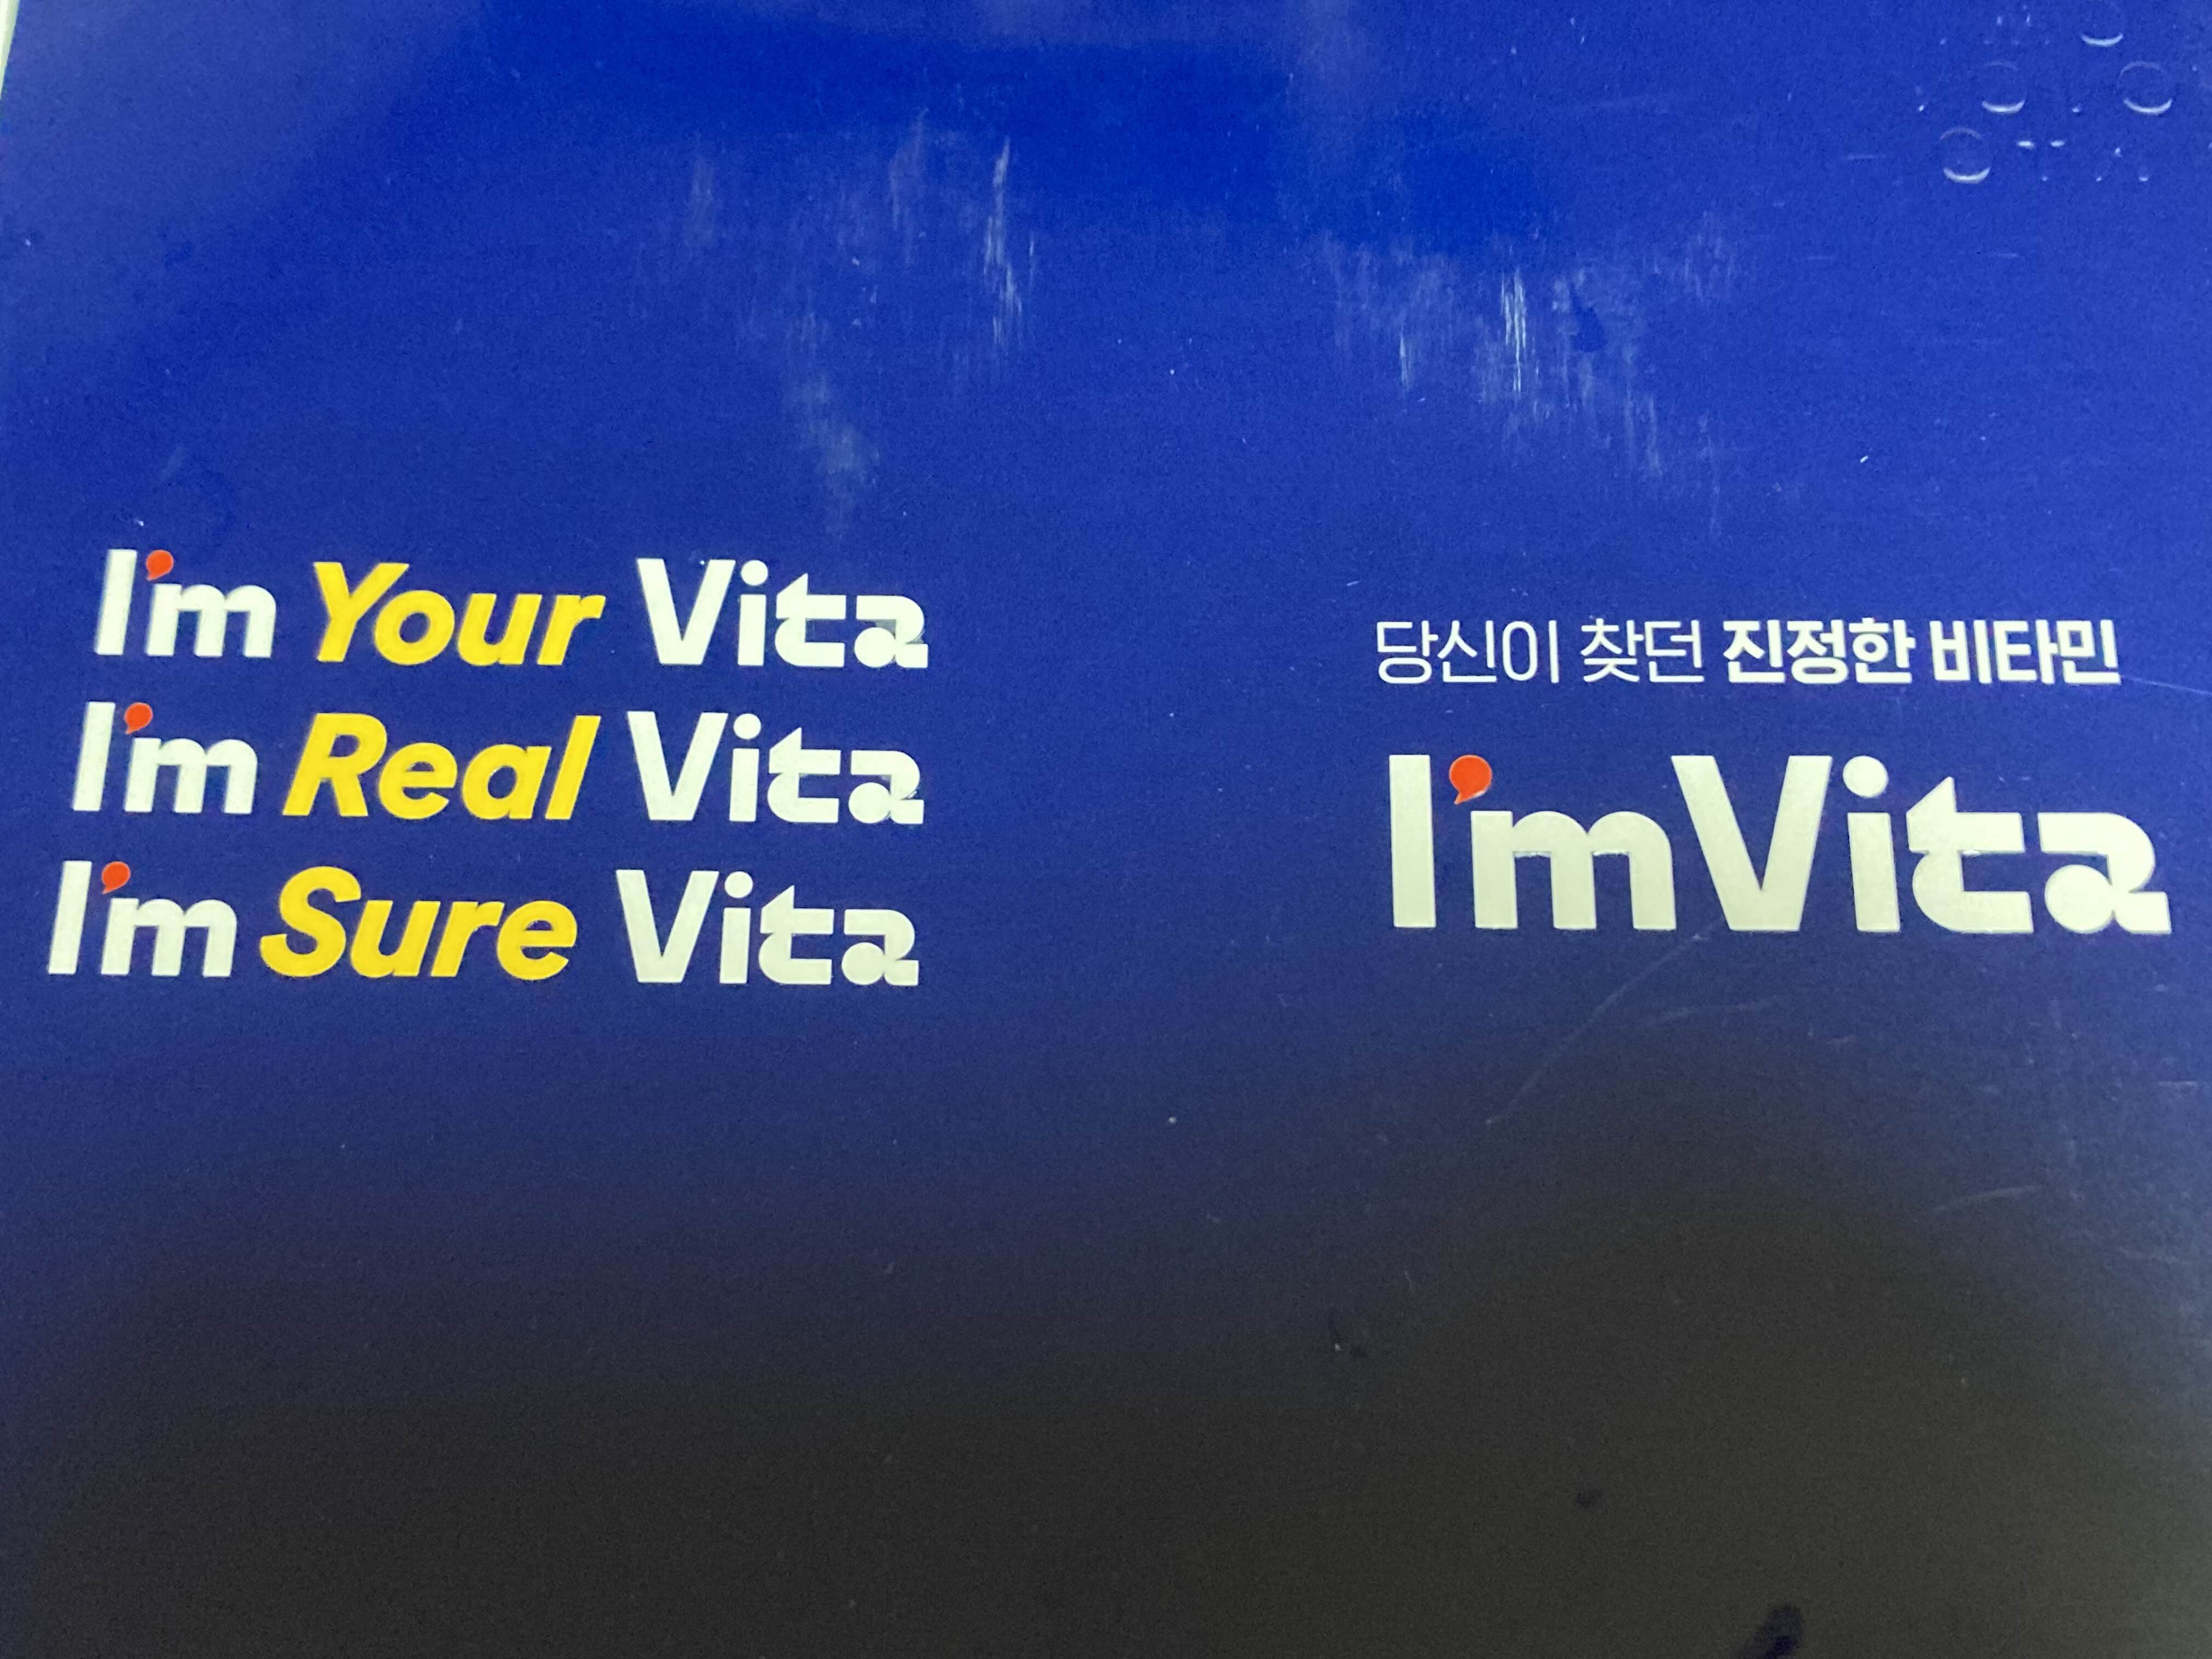 I'm Your Vita
I'm Real Vita
I'm Sure Vita
당신이 찾던 진정한 비타민
I'mVita